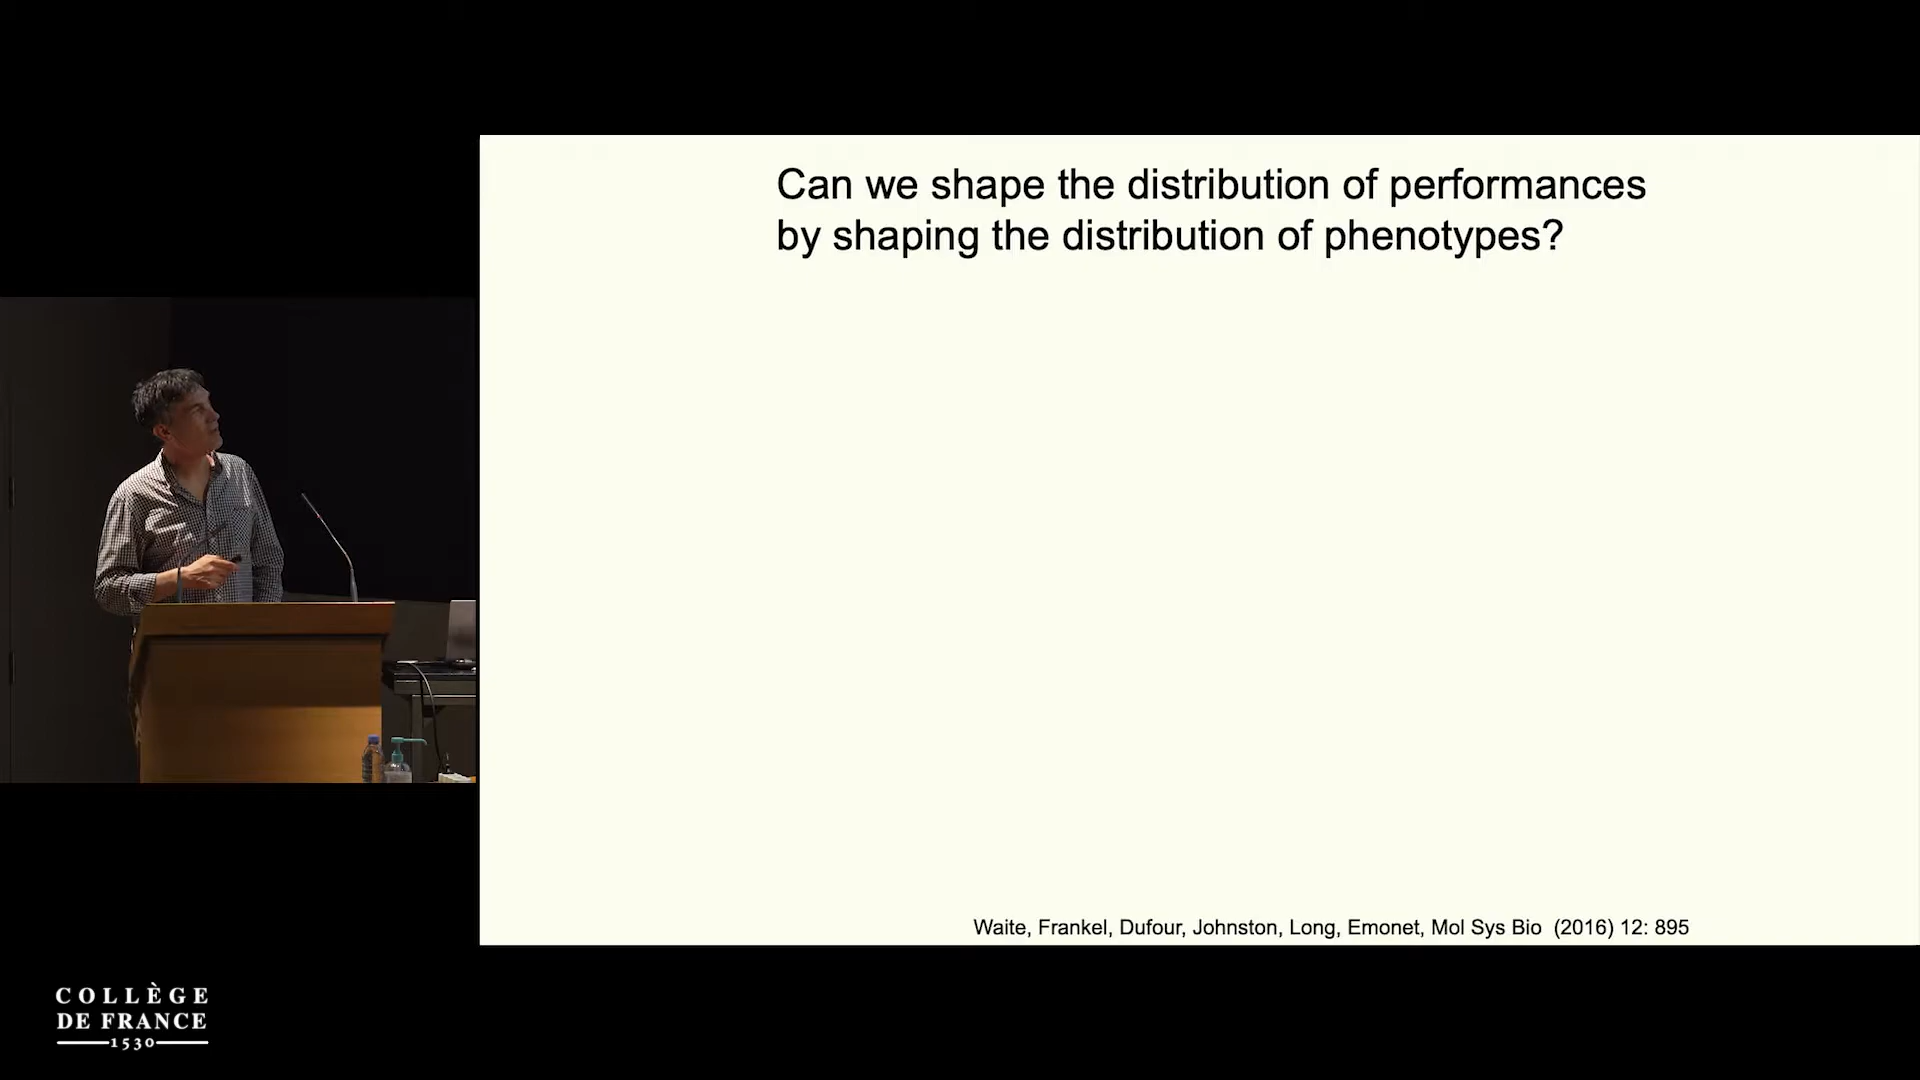 Can we shape the distribution of performances
by shaping the distribution of phenotypes?
Waite, Frankel, Dufour, Johnston, Long, Emonet, Mol Sys Bio (2016) 12: 895
COLLÈGE
DE FRANCE
1530